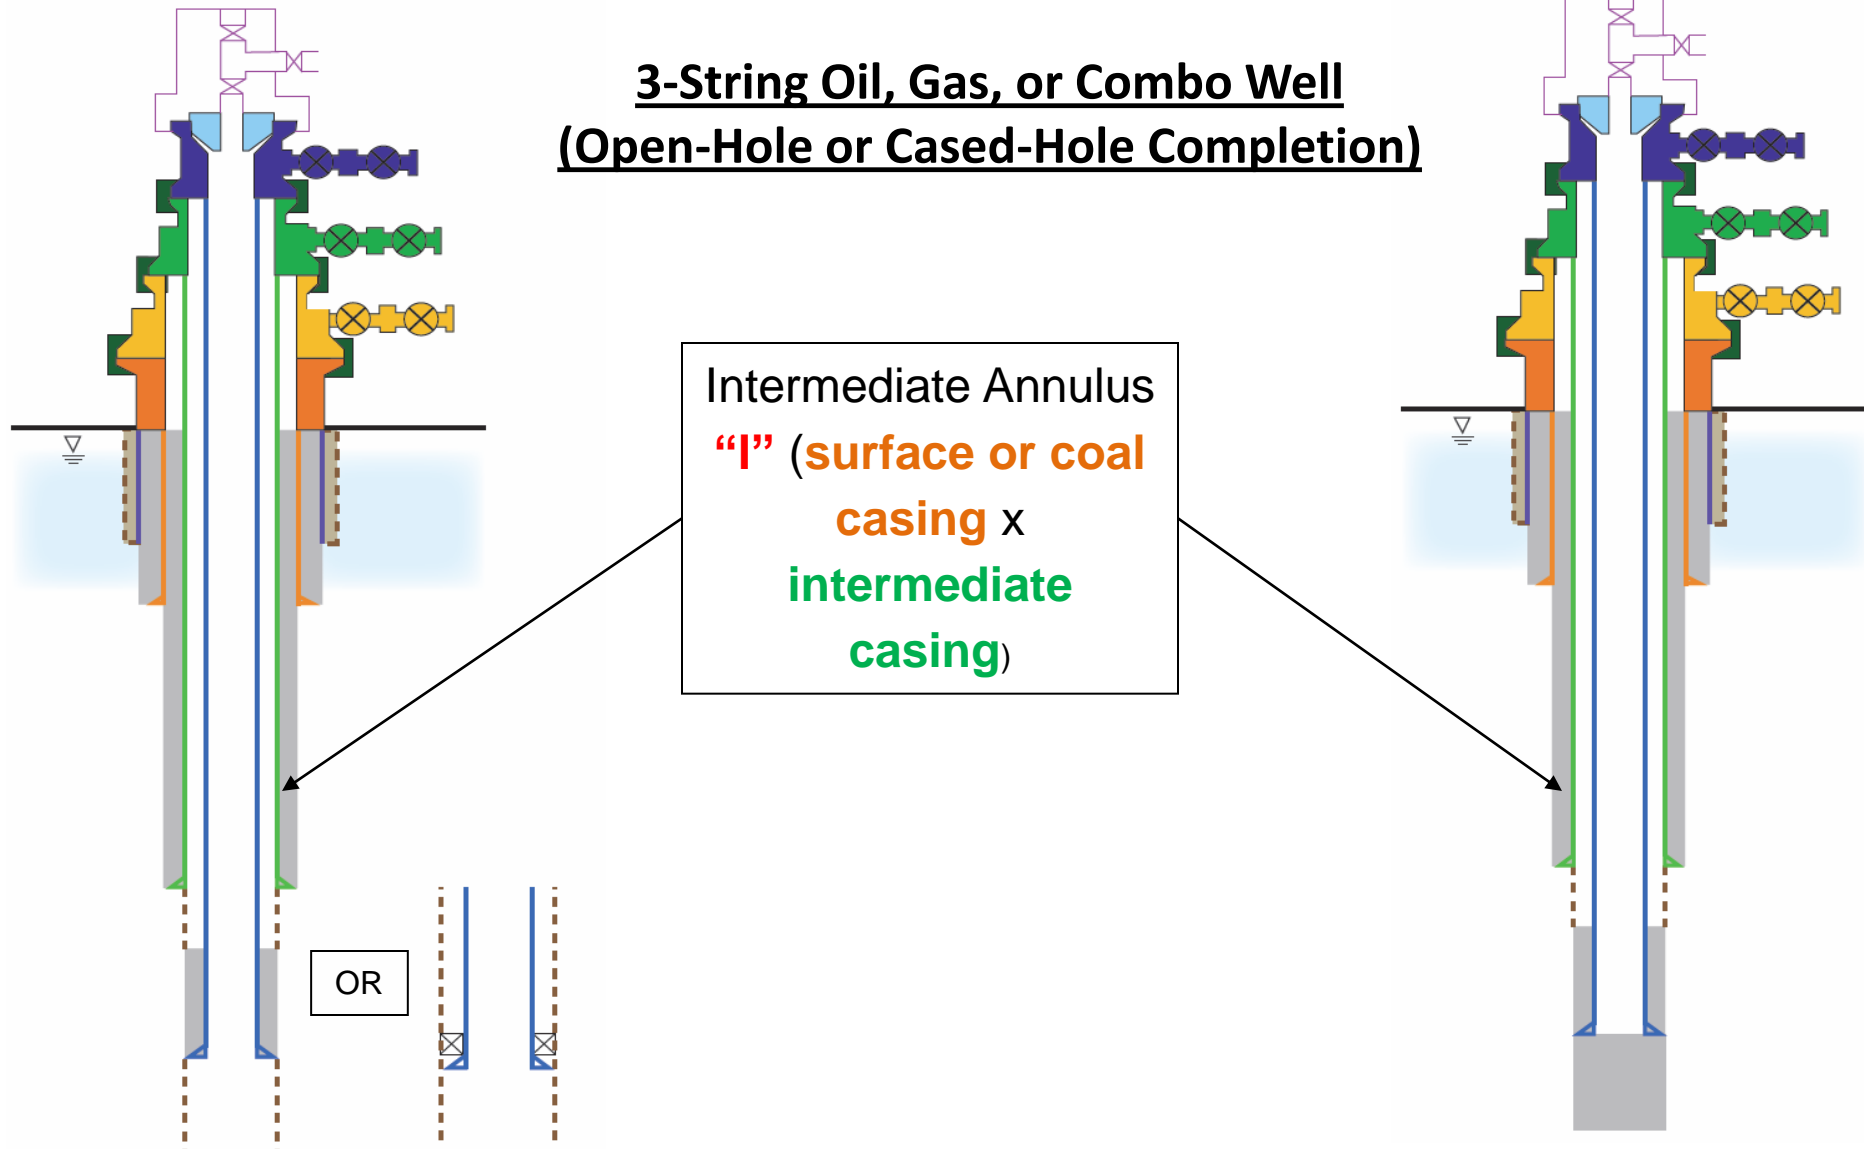 3-String Oil, Gas, or Combo Well
(Open-Hole or Cased-Hole Completion)
Intermediate Annulus
“I” (surface or coal
casing x
intermediate
casing)
OR